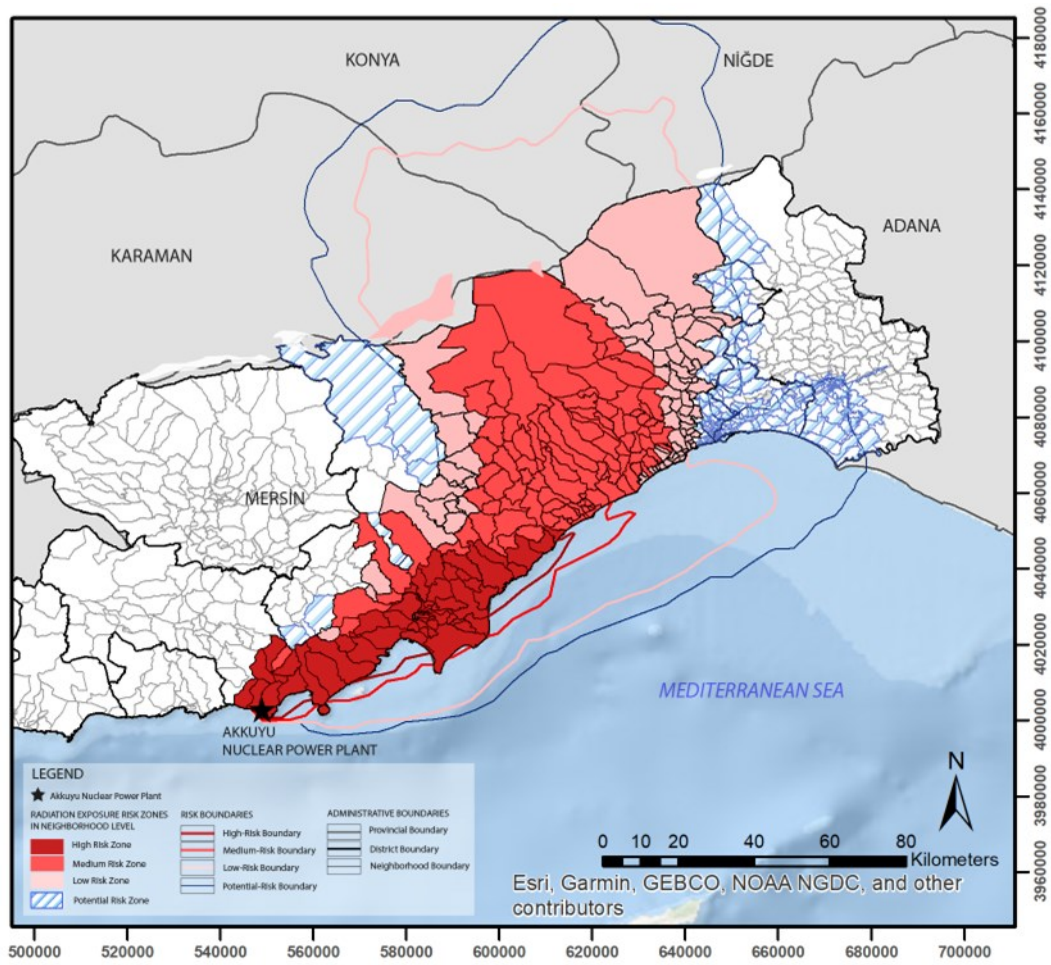 KONYA
NİĞDE
KARAMAN
ADANA
MERSİN
MEDITERRANEAN SEA
AKKUYU
NUCLEAR POWER PLANT
LEGEND
Akkuyu Nuclear Power Plant
RADIATION EXPOSURE RISK ZONES
IN NEIGHBORHOOD LEVEL
High Risk Zone
Medium Risk Zone
Low Risk Zone
Potential Risk Zone
RISK BOUNDARIES
High-Risk Boundary
Medium-Risk Boundary
Low-Risk Boundary
Potential-Risk Boundary
ADMINISTRATIVE BOUNDARIES
Provincial Boundary
District Boundary
Neighborhood Boundary
N
0 10 20 40 60 80
Kilometers
Esri, Garmin, GEBCO, NOAA NGDC, and other
contributors
4180000
4160000
4140000
4120000
4100000
4080000
4060000
4040000
4020000
4000000
3980000
3960000
500000 520000 540000 560000 580000 600000 620000 640000 660000 680000 700000